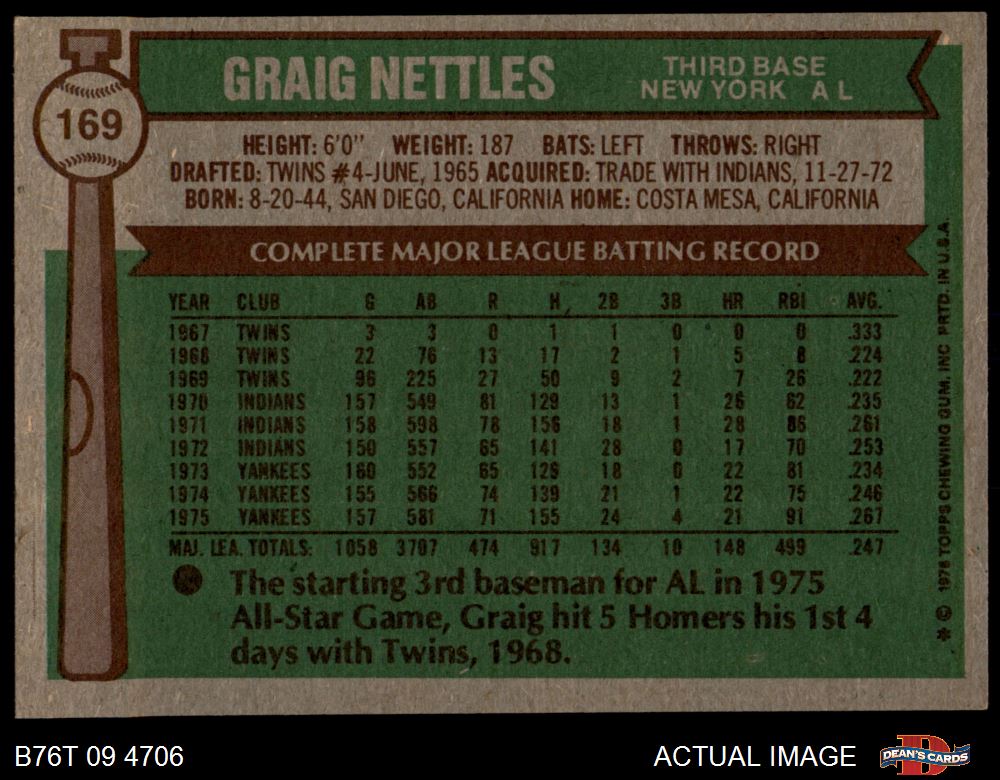 GRAIG NETTLES
THIRD BASE
NEW YORK A L
169
HEIGHT: 6'0" WEIGHT: 187 BATS: LEFT THROWS: RIGHT
DRAFTED: TWINS #4-JUNE, 1965 ACQUIRED: TRADE WITH INDIANS, 11-27-72
BORN: 8-20-44, SAN DIEGO, CALIFORNIA HOME: COSTA MESA, CALIFORNIA
COMPLETE MAJOR LEAGUE BATTING RECORD
YEAR CLUB G AB R H 2B 3B HR RBI AVG.
1967 TWINS 3 3 0 1 1 0 0 0 .333
1968 TWINS 22 76 13 17 2 1 5 8 .224
1969 TWINS 96 225 27 50 9 2 7 26 .222
1970 INDIANS 157 549 81 129 13 1 26 62 .235
1971 INDIANS 158 598 78 156 18 1 28 86 .261
1972 INDIANS 150 557 65 141 28 0 17 70 .253
1973 YANKEES 160 552 65 129 18 0 22 81 .234
1974 YANKEES 155 566 74 139 21 1 22 75 .246
1975 YANKEES 157 581 71 155 24 4 21 91 .267
MAJ. LEA. TOTALS: 1058 3707 474 917 134 10 148 499 .247
The starting 3rd baseman for AL in 1975
All-Star Game, Graig hit 5 Homers his 1st 4
days with Twins, 1968.
* © 1976 TOPPS CHEWING GUM, INC PRTD. IN U.S.A.
B76T 09 4706
ACTUAL IMAGE
D
DEAN'S CARDS